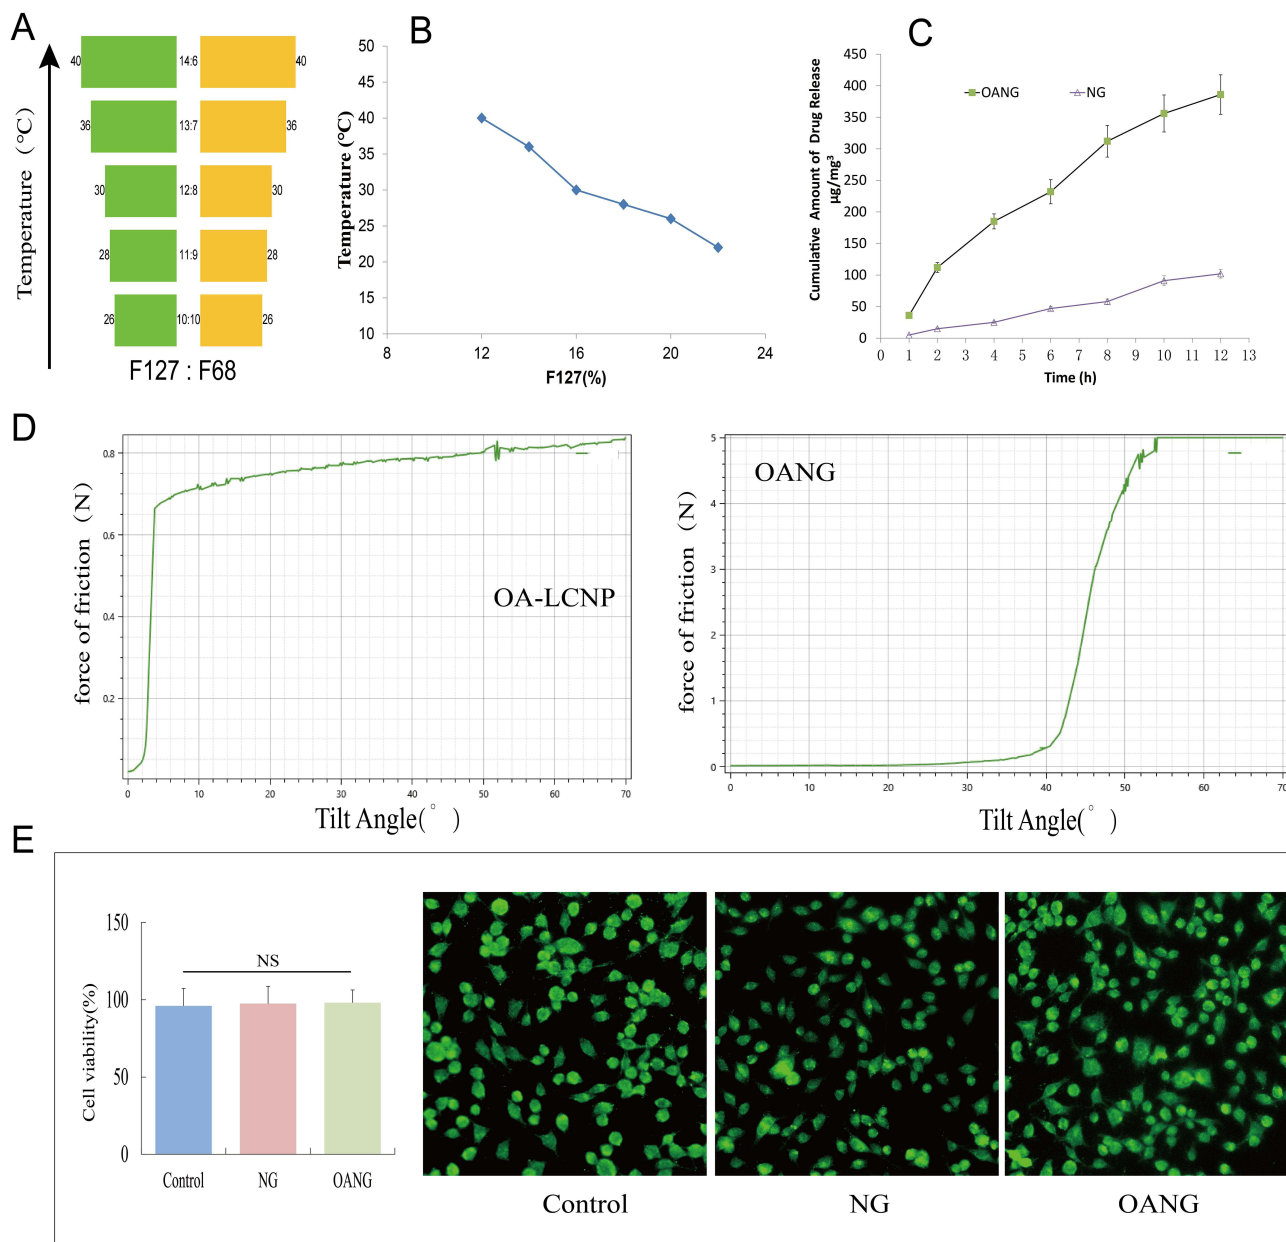 A
Temperature (°C)
40 14:6 40
36 13:7 36
30 12:8 30
28 11:9 28
26 10:10 26
F127 : F68
B
Temperature (°C)
50
45
40
35
30
25
20
15
10
8 12 16 20 24
F127(%)
C
Cumulative Amount of Drug Release
μg/mg³
450
400
350
300
250
200
150
100
50
0
OANG NG
0 1 2 3 4 5 6 7 8 9 10 11 12 13
Time (h)
D
force of friction (N)
0.8
0.6
0.4
0.2
OA-LCNP
0 10 20 30 40 50 60 70
Tilt Angle(° )
force of friction (N)
5
4
3
2
1
0
OANG
0 10 20 30 40 50 60 70
Tilt Angle(° )
E
Cell viability(%)
150
100
50
0
NS
Control NG OANG
Control NG OANG